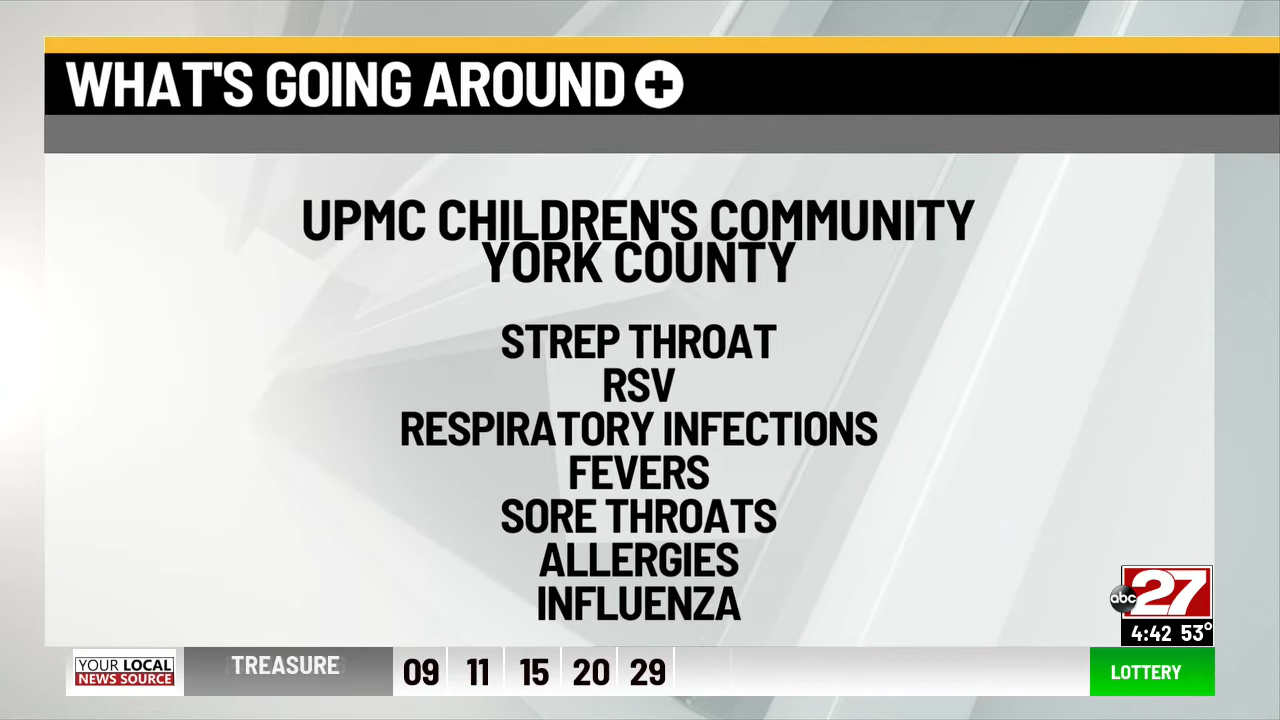 WHAT'S GOING AROUND
UPMC CHILDREN'S COMMUNITY
YORK COUNTY
STREP THROAT
RSV
RESPIRATORY INFECTIONS
FEVERS
SORE THROATS
ALLERGIES
INFLUENZA
abc 27
4:42 53°
YOUR LOCAL
NEWS SOURCE
TREASURE
09 11 15 20 29
LOTTERY